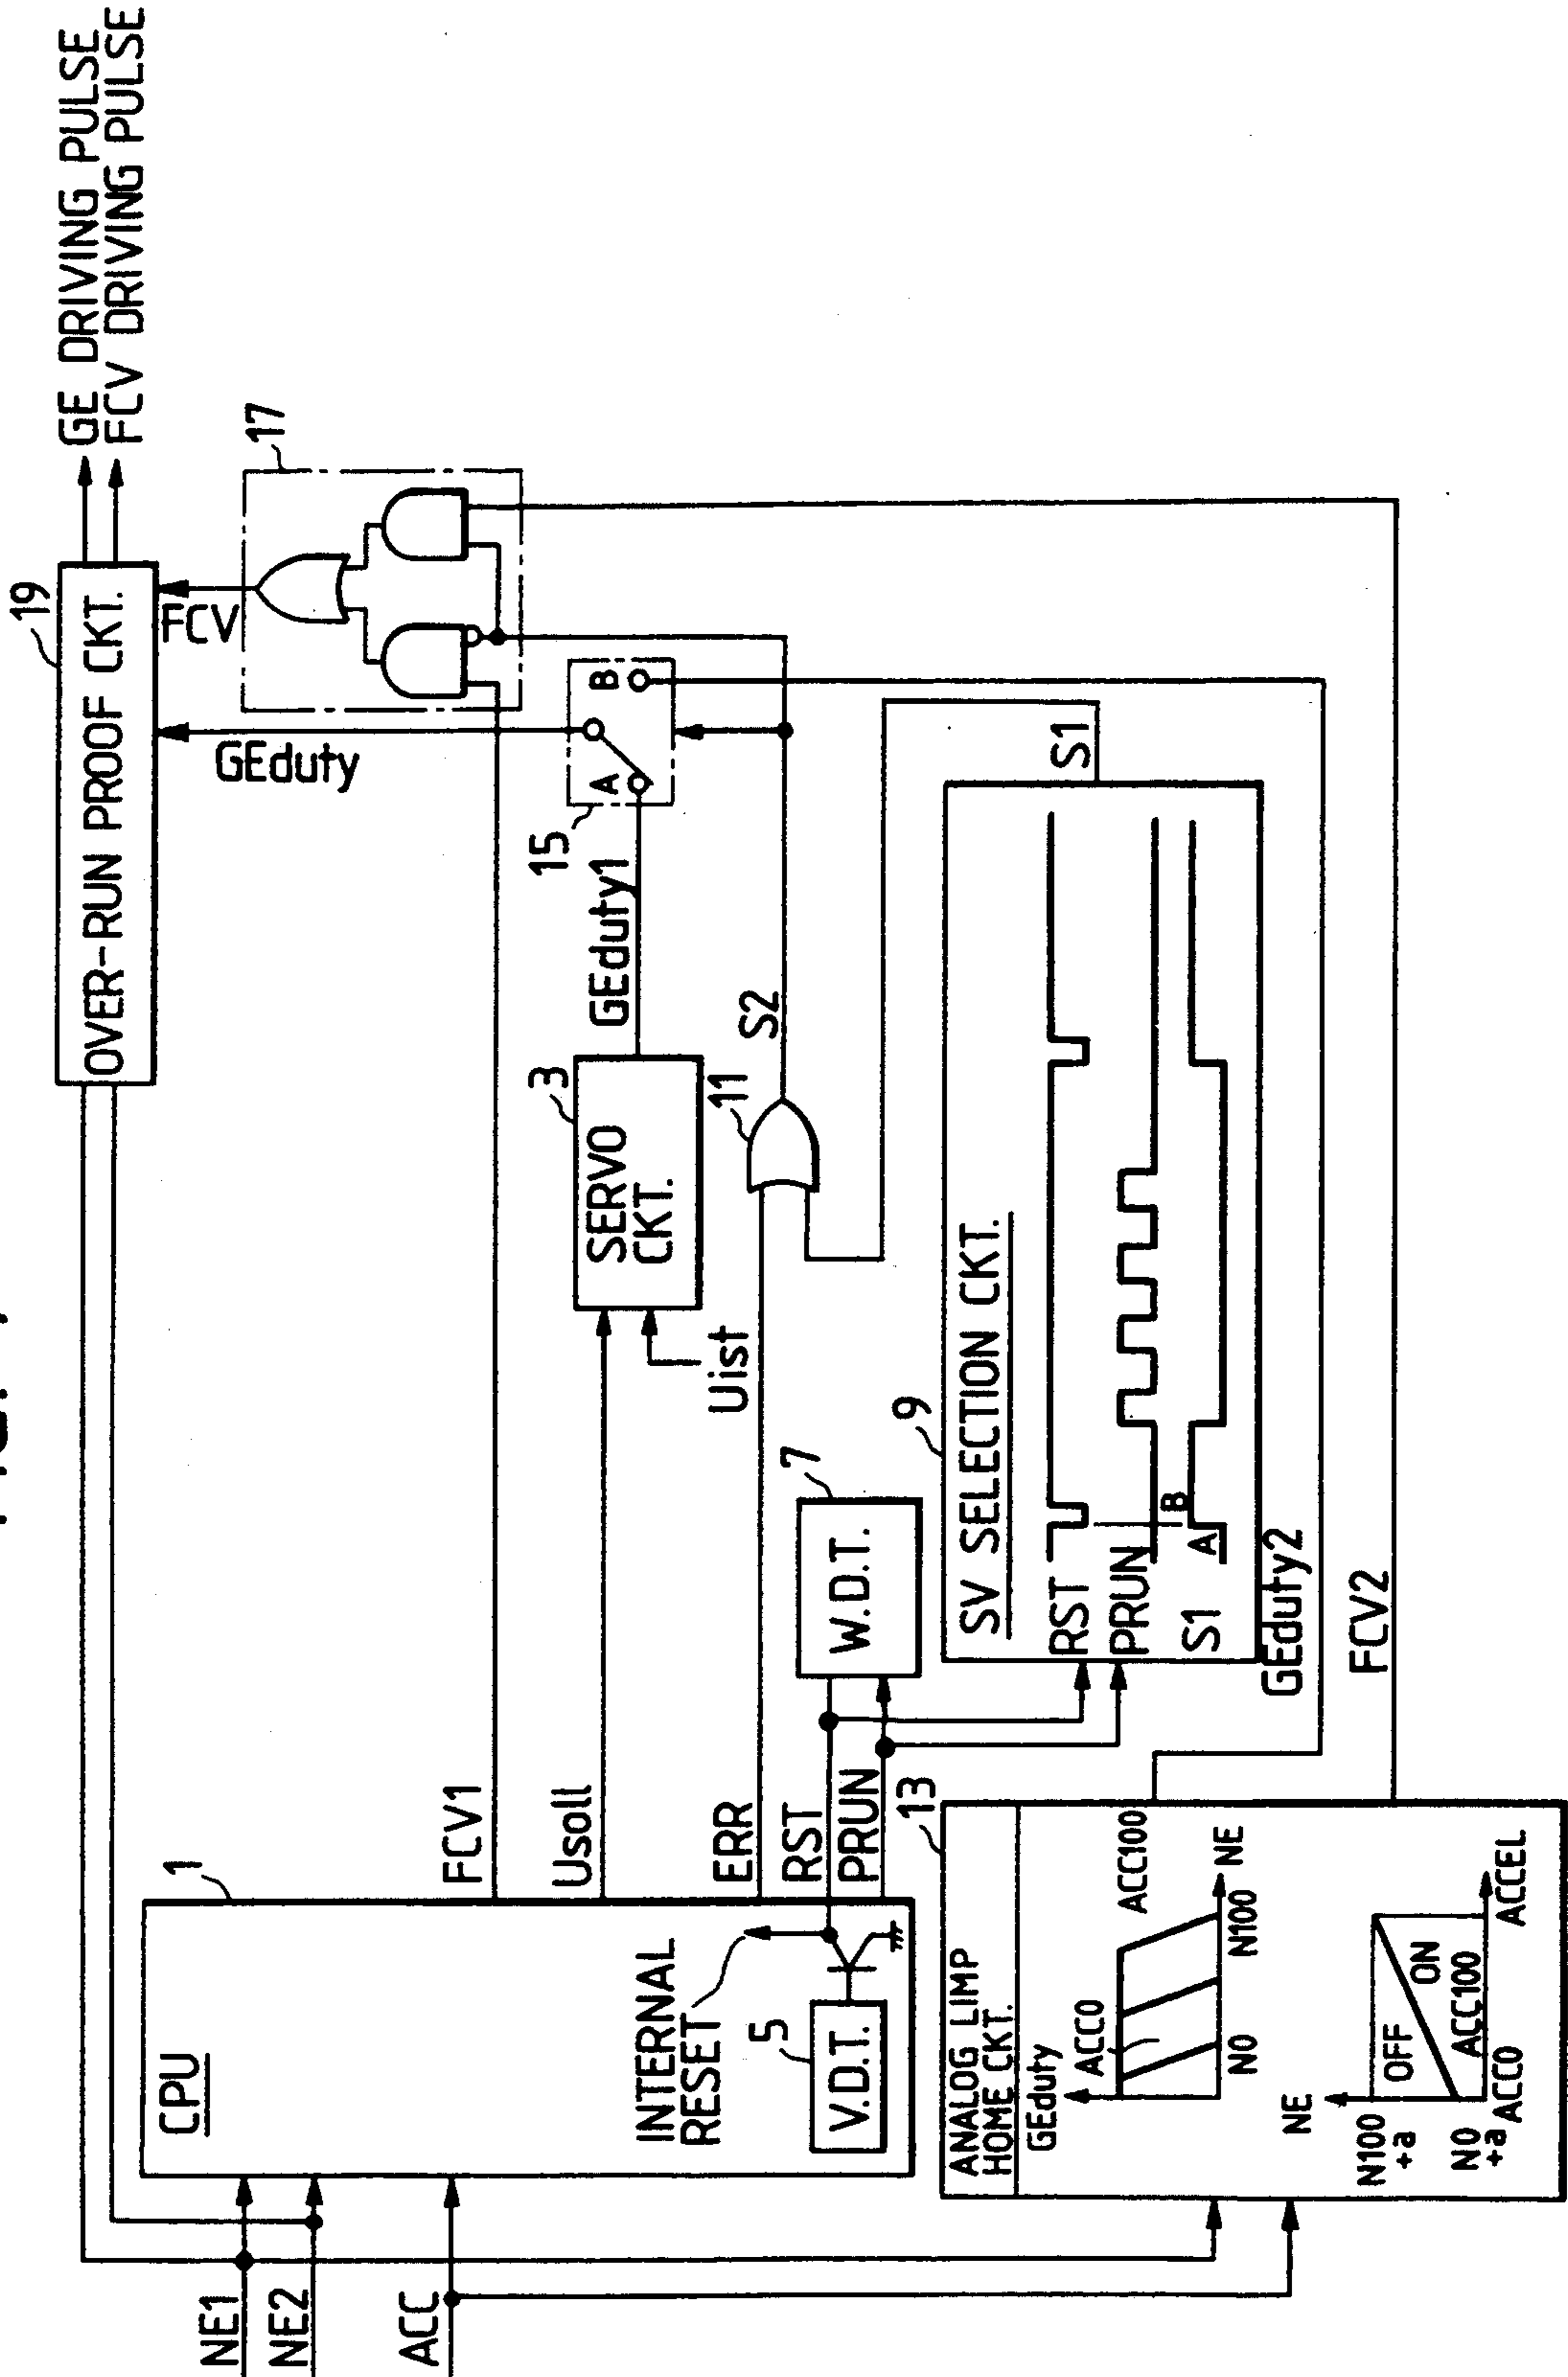 19
OVER-RUN PROOF CKT.
GE DRIVING PULSE
FCV DRIVING PULSE
FCV
17
GEduty
NE1
NE2
ACC
1
CPU
INTERNAL
RESET
5
V.D.T.
FCV1
Usoll
ERR
RST
PRUN
7
W.D.T.
Uist
3
SERVO
CKT.
GEduty1
15
A
B
11
S2
9
SV SELECTION CKT.
RST
PRUN
S1
A
B
S1
13
ANALOG LIMP
HOME CKT.
GEduty
ACC0
ACC100
N0
N100
NE
NE
N100
+a
N0
+a
OFF
ON
ACC100
ACC0
ACCEL
GEduty2
FCV2